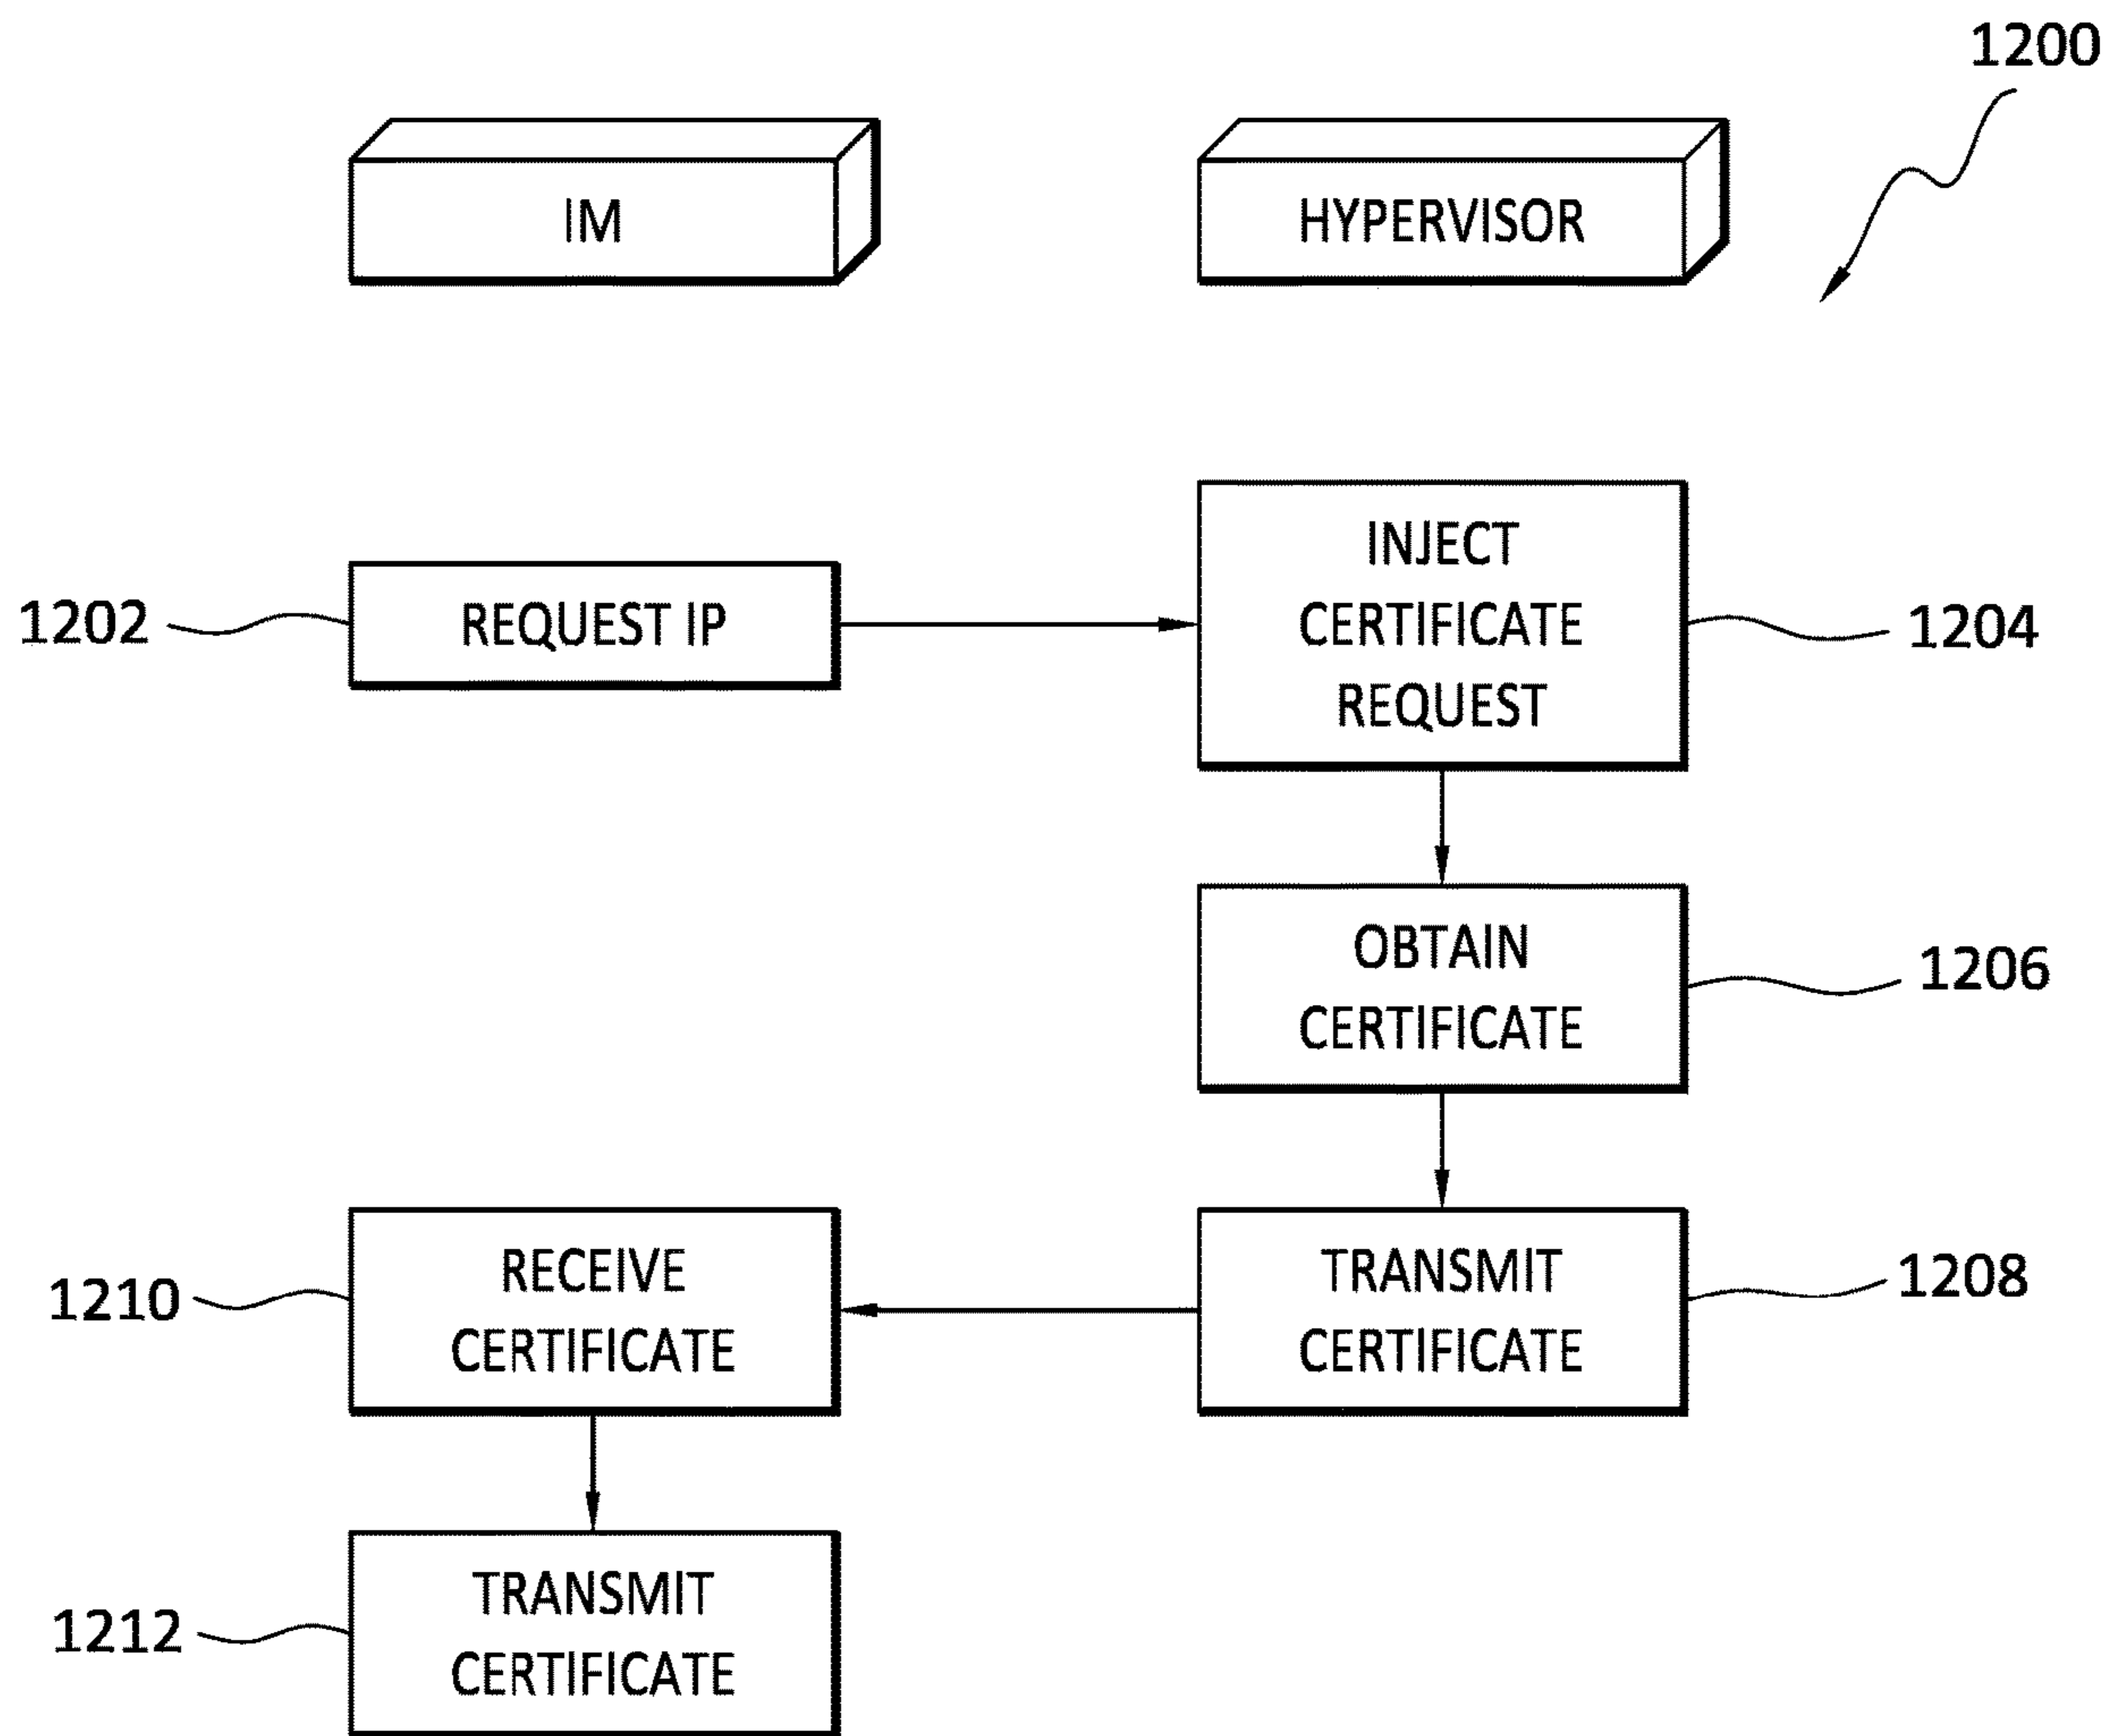 1200
IM
HYPERVISOR
1202
REQUEST IP
INJECT
CERTIFICATE
REQUEST
1204
OBTAIN
CERTIFICATE
1206
1210
RECEIVE
CERTIFICATE
TRANSMIT
CERTIFICATE
1208
1212
TRANSMIT
CERTIFICATE